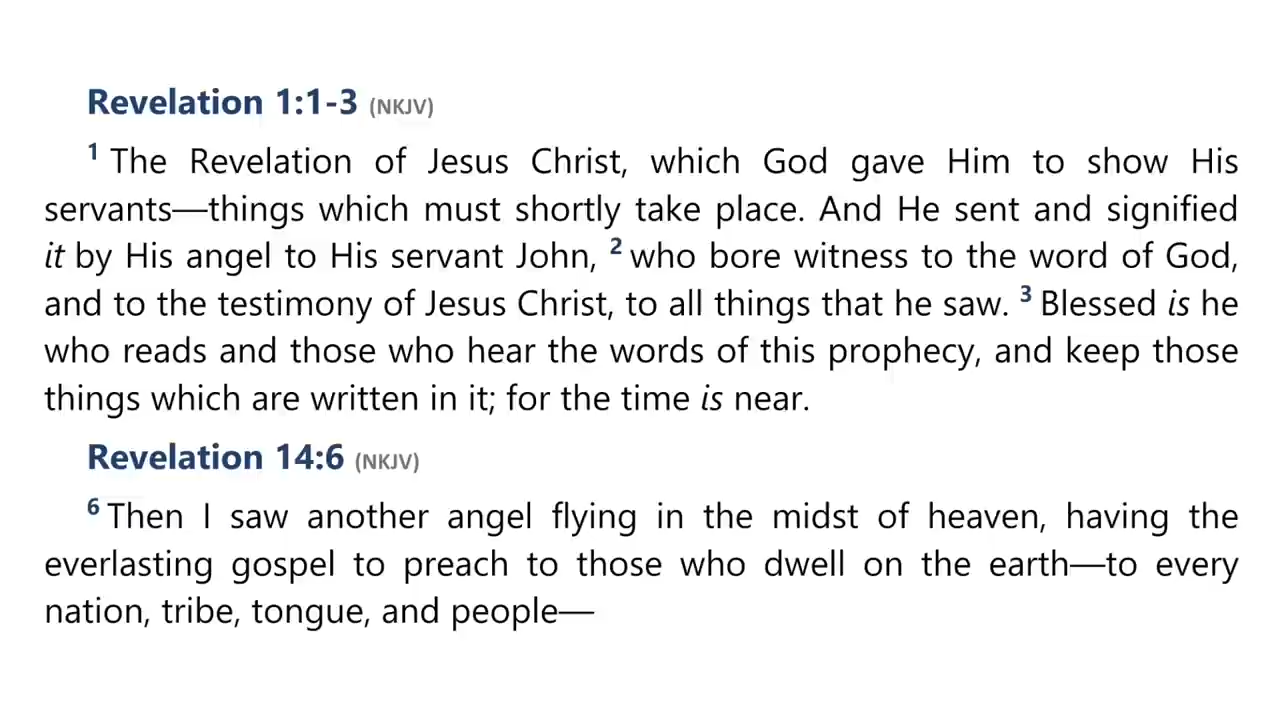 Revelation 1:1-3 (NKJV)
1 The Revelation of Jesus Christ, which God gave Him to show His
servants—things which must shortly take place. And He sent and signified
it by His angel to His servant John, 2 who bore witness to the word of God,
and to the testimony of Jesus Christ, to all things that he saw. 3 Blessed is he
who reads and those who hear the words of this prophecy, and keep those
things which are written in it; for the time is near.
Revelation 14:6 (NKJV)
6 Then I saw another angel flying in the midst of heaven, having the
everlasting gospel to preach to those who dwell on the earth—to every
nation, tribe, tongue, and people—